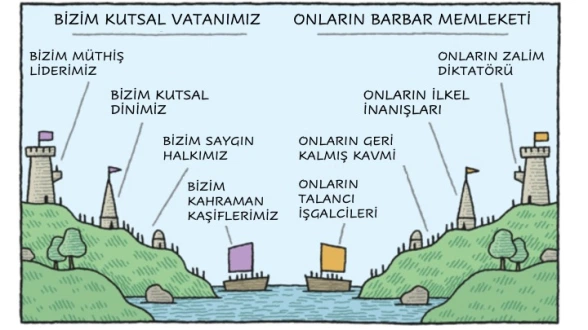 BİZİM KUTSAL VATANIMIZ
ONLARIN BARBAR MEMLEKETİ
BİZİM MÜTHİŞ
LİDERİMİZ
BİZİM KUTSAL
DİNİMİZ
BİZİM SAYGIN
HALKIMIZ
BİZİM
KAHRAMAN
KAŞİFLERİMİZ
ONLARIN ZALİM
DİKTATÖRÜ
ONLARIN İLKEL
İNANIŞLARI
ONLARIN GERİ
KALMIŞ KAVMİ
ONLARIN
TALANCI
İŞGALCİLERİ